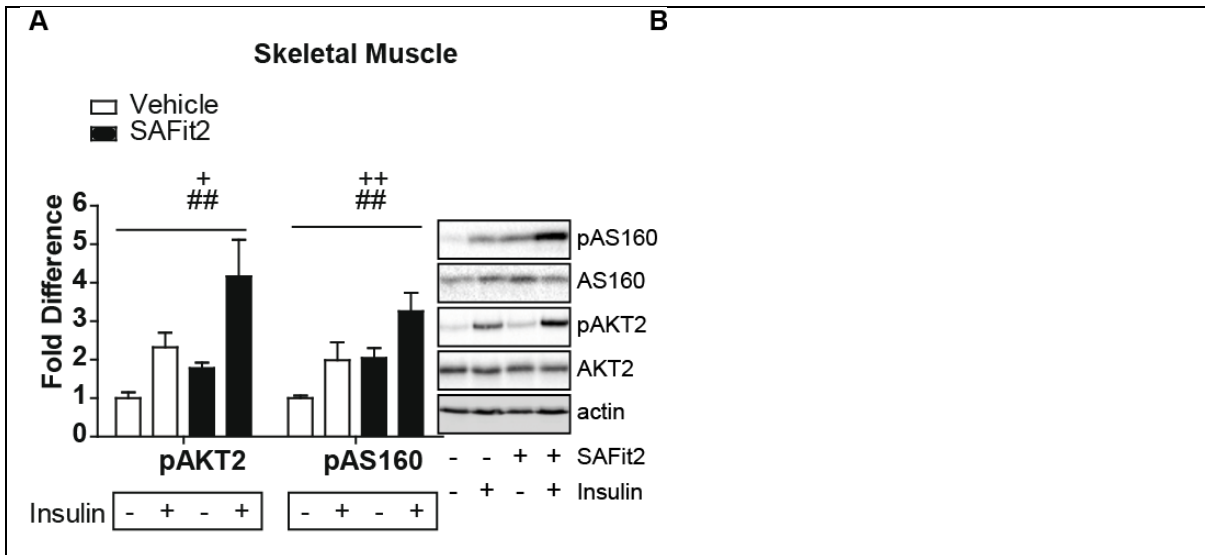 A
B
Skeletal Muscle
Vehicle
SAFit2
+ ++
## ##
Fold Difference
6
5
4
3
2
1
0
pAKT2 pAS160
Insulin - + - + - + - +
pAS160
AS160
pAKT2
AKT2
actin
- - + + SAFit2
- + - + Insulin